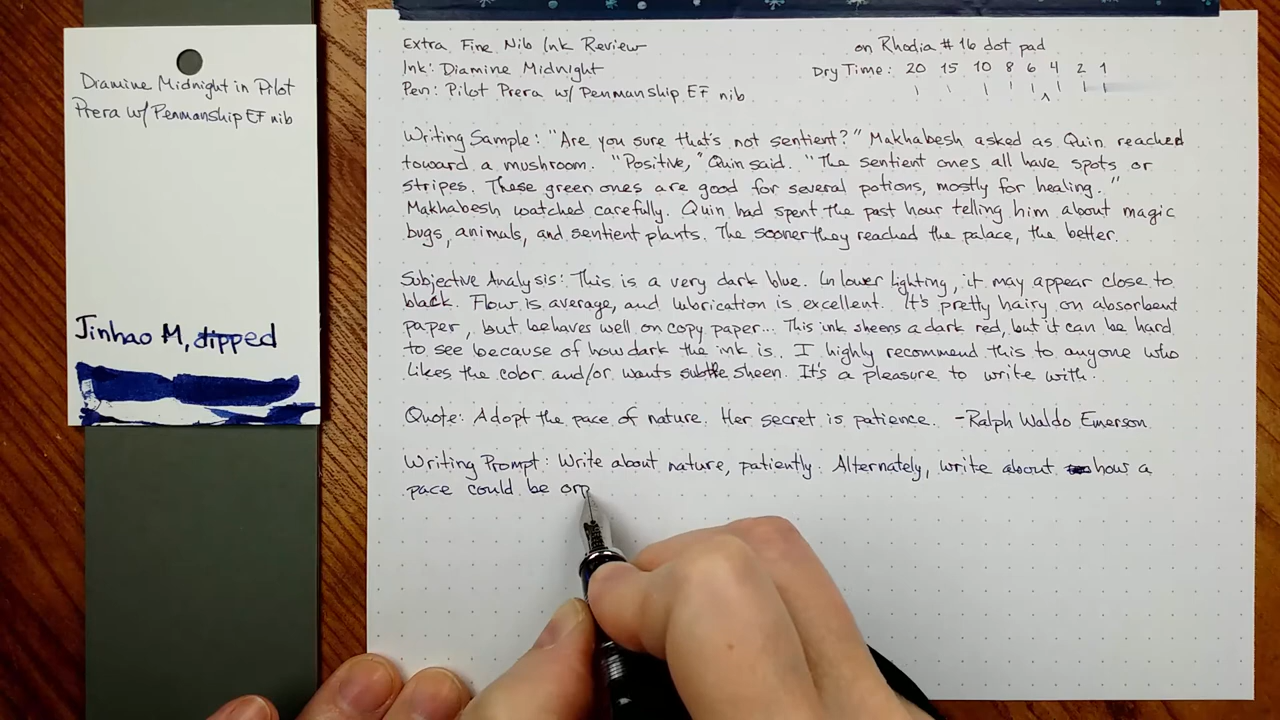 Diamine Midnight in Pilot
Prera w/ Penmanship EF nib
Jinhao M, dipped
Extra Fine Nib Ink Review
Ink: Diamine Midnight
Pen: Pilot Prera w/ Penmanship EF nib
on Rhodia #16 dot pad
Dry Time: 20 15 10 8 6 4 2 1
Writing Sample: "Are you sure that's not sentient?" Makhabesh asked as Quin reached
toward a mushroom. "Positive," Quin said. "The sentient ones all have spots or
stripes. These green ones are good for several potions, mostly for healing."
Makhabesh watched carefully. Quin had spent the past hour telling him about magic
bugs, animals, and sentient plants. The sooner they reached the palace, the better.
Subjective Analysis: This is a very dark blue. In lower lighting, it may appear close to
black. Flow is average, and lubrication is excellent. It's pretty hairy on absorbent
paper, but behaves well on copy paper... This ink sheens a dark red, but it can be hard
to see because of how dark the ink is. I highly recommend this to anyone who
likes the color and/or wants subtle sheen. It's a pleasure to write with.
Quote: Adopt the pace of nature. Her secret is patience. -Ralph Waldo Emerson
Writing Prompt: Write about nature, patiently. Alternately, write about how a
pace could be orp